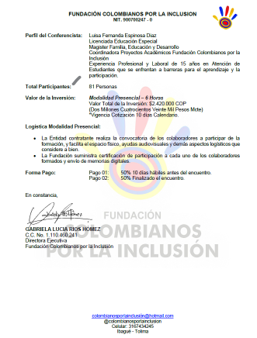 FUNDACIÓN COLOMBIANOS POR LA INCLUSION
NIT. 900780247 - 0
Perfil del Conferencista: Luisa Fernanda Espinosa Diaz
Licenciada Educación Especial
Magister Familia, Educación y Desarrollo
Coordinadora Proyectos Académicos Fundación Colombianos por la
Inclusión
Experiencia Profesional y Laboral de 15 años en Atención de
Estudiantes que se enfrentan a barreras para el aprendizaje y la
participación.
Total Participantes: 81 Personas
Valor de la Inversión: Modalidad Presencial – 6 Horas
Valor Total de la Inversión: $2.420.000 COP
(Dos Millones Cuatrocientos Vente Mil Pesos Mcte)
*Vigencia Cotización: 10 días Calendario.
Logística Modalidad Presencial:
• La Entidad contratante realiza la convocatoria de los colaboradores a participar de la
formación, y facilita el espacio físico, ayudas audiovisuales y demás aspectos logísticos que
considere a bien.
• La Fundación suministra certificación de participación a cada uno de los colaboradores
formados y envío de memorias digitales.
Forma Pago: Pago 01: 50% 10 días hábiles antes del encuentro
Pago 02: 50% Finalizado el encuentro
En constancia,
GABRIELA LUCIA RIOS GOMEZ
C.C. No. 1.110.460.241
Directora Ejecutiva
Fundación Colombianos por la Inclusión
FUNDACIÓN
COLOMBIANOS
POR LA INCLUSIÓN
colombianosporlainclusion@hotmail.com
@colombianosporlainclusion
Celular: 3167434245
Ibagué - Tolima